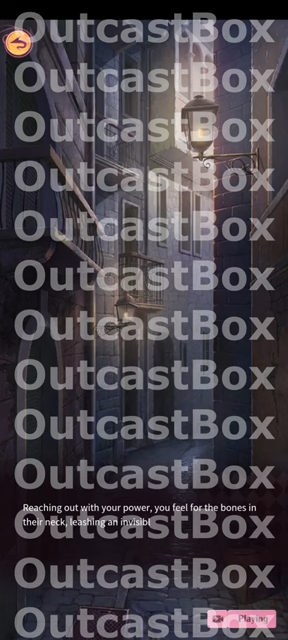 OutcastBox
OutcastBox
OutcastBox
OutcastBox
OutcastBox
OutcastBox
OutcastBox
OutcastBox
OutcastBox
OutcastBox
Reaching out with your power, you feel for the bones in
their neck, leashing an invisibl
OutcastBox
OutcastBox
OutcastBox
Playing